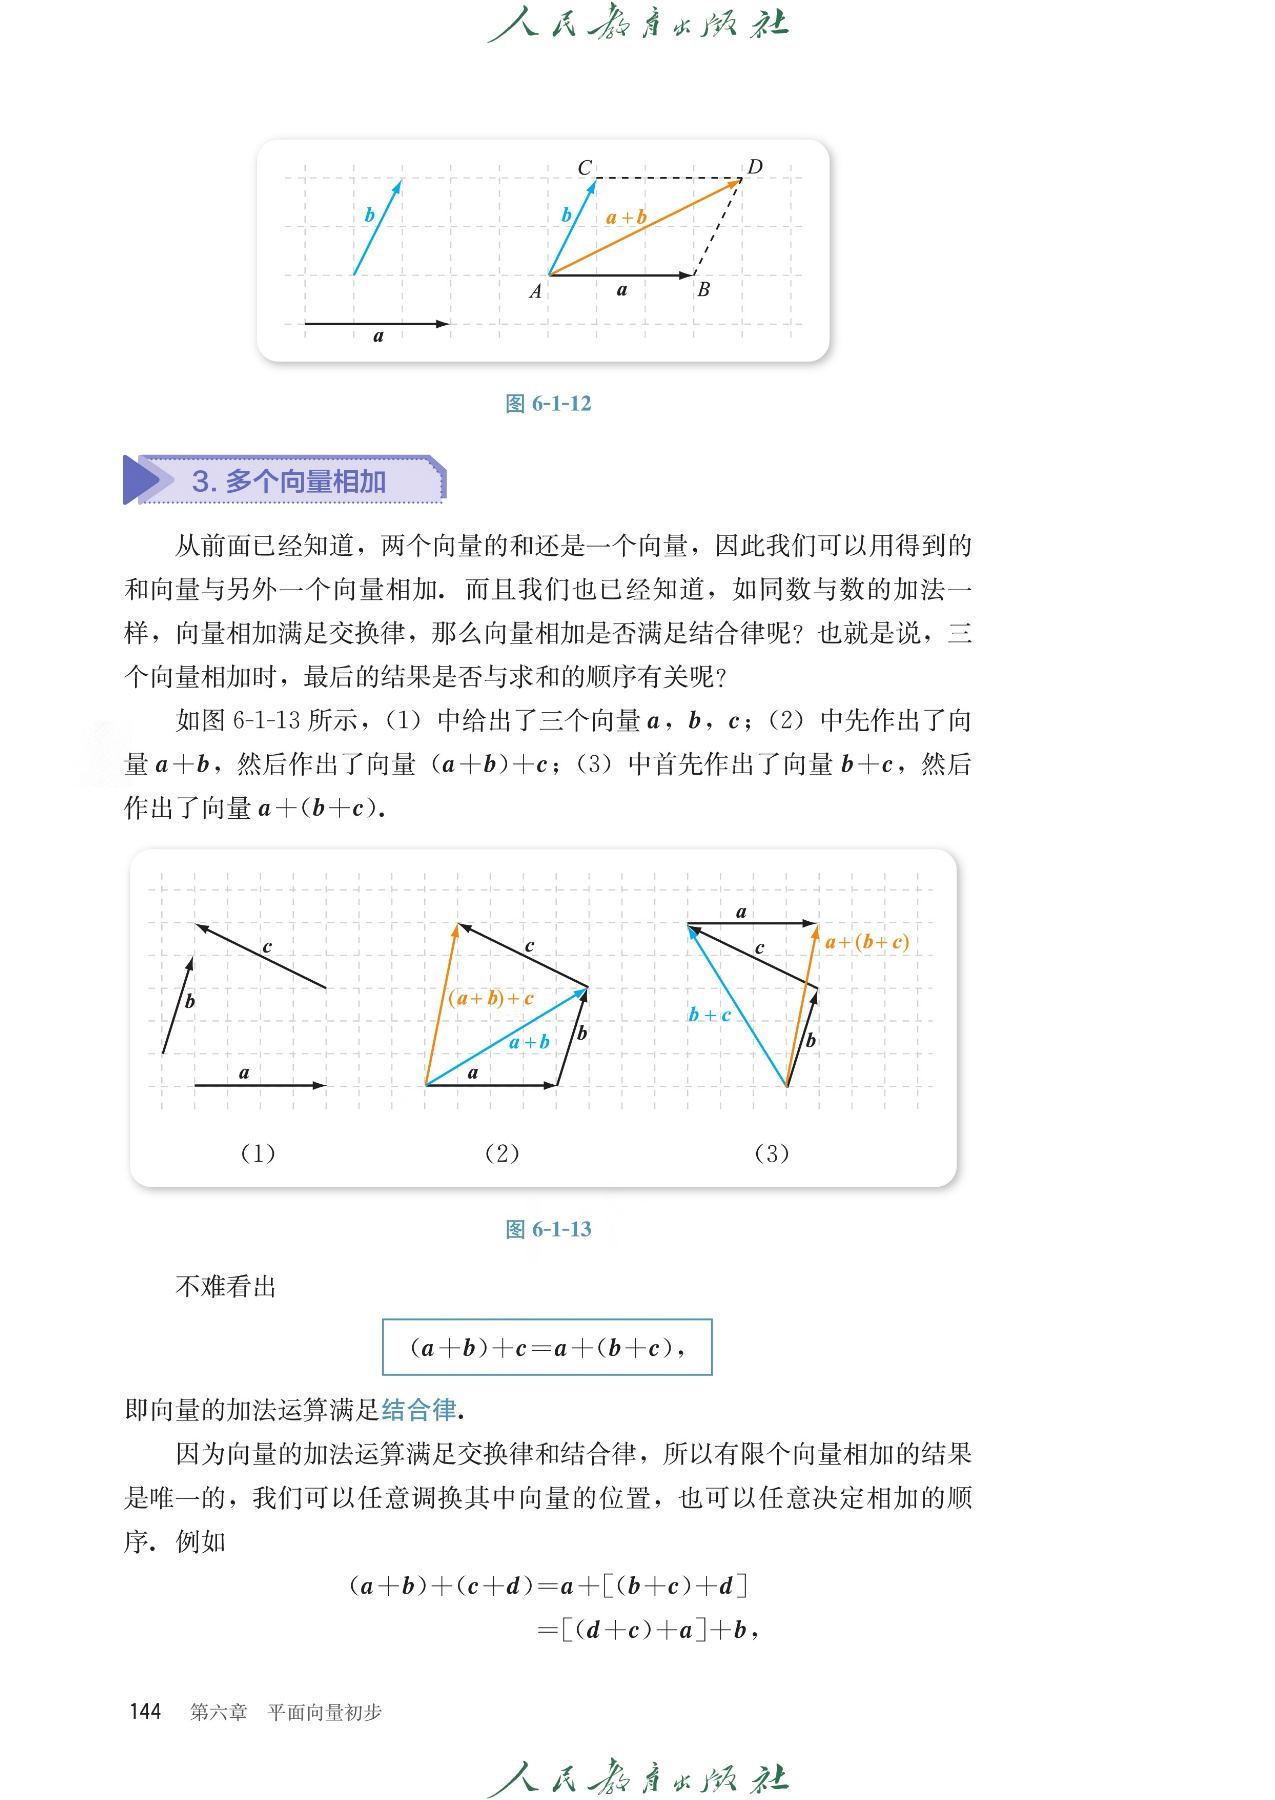 人民教育出版社
C
D
b
b
a+b
A
a
B
a
图 6-1-12
3. 多个向量相加
从前面已经知道，两个向量的和还是一个向量，因此我们可以用得到的
和向量与另外一个向量相加. 而且我们也已经知道，如同数与数的加法一
样，向量相加满足交换律，那么向量相加是否满足结合律呢？也就是说，三
个向量相加时，最后的结果是否与求和的顺序有关呢？
如图 6-1-13 所示，（1）中给出了三个向量 a，b，c；（2）中先作出了向
量 a+b，然后作出了向量 (a+b)+c；（3）中首先作出了向量 b+c，然后
作出了向量 a+(b+c).
c
b
a
(1)
c
(a+b)+c
a+b
b
a
(2)
a
a+(b+c)
c
b+c
b
(3)
图 6-1-13
不难看出
(a+b)+c=a+(b+c)，
即向量的加法运算满足结合律.
因为向量的加法运算满足交换律和结合律，所以有限个向量相加的结果
是唯一的，我们可以任意调换其中向量的位置，也可以任意决定相加的顺
序. 例如
(a+b)+(c+d)=a+[(b+c)+d]
=[(d+c)+a]+b，
144 第六章 平面向量初步
人民教育出版社